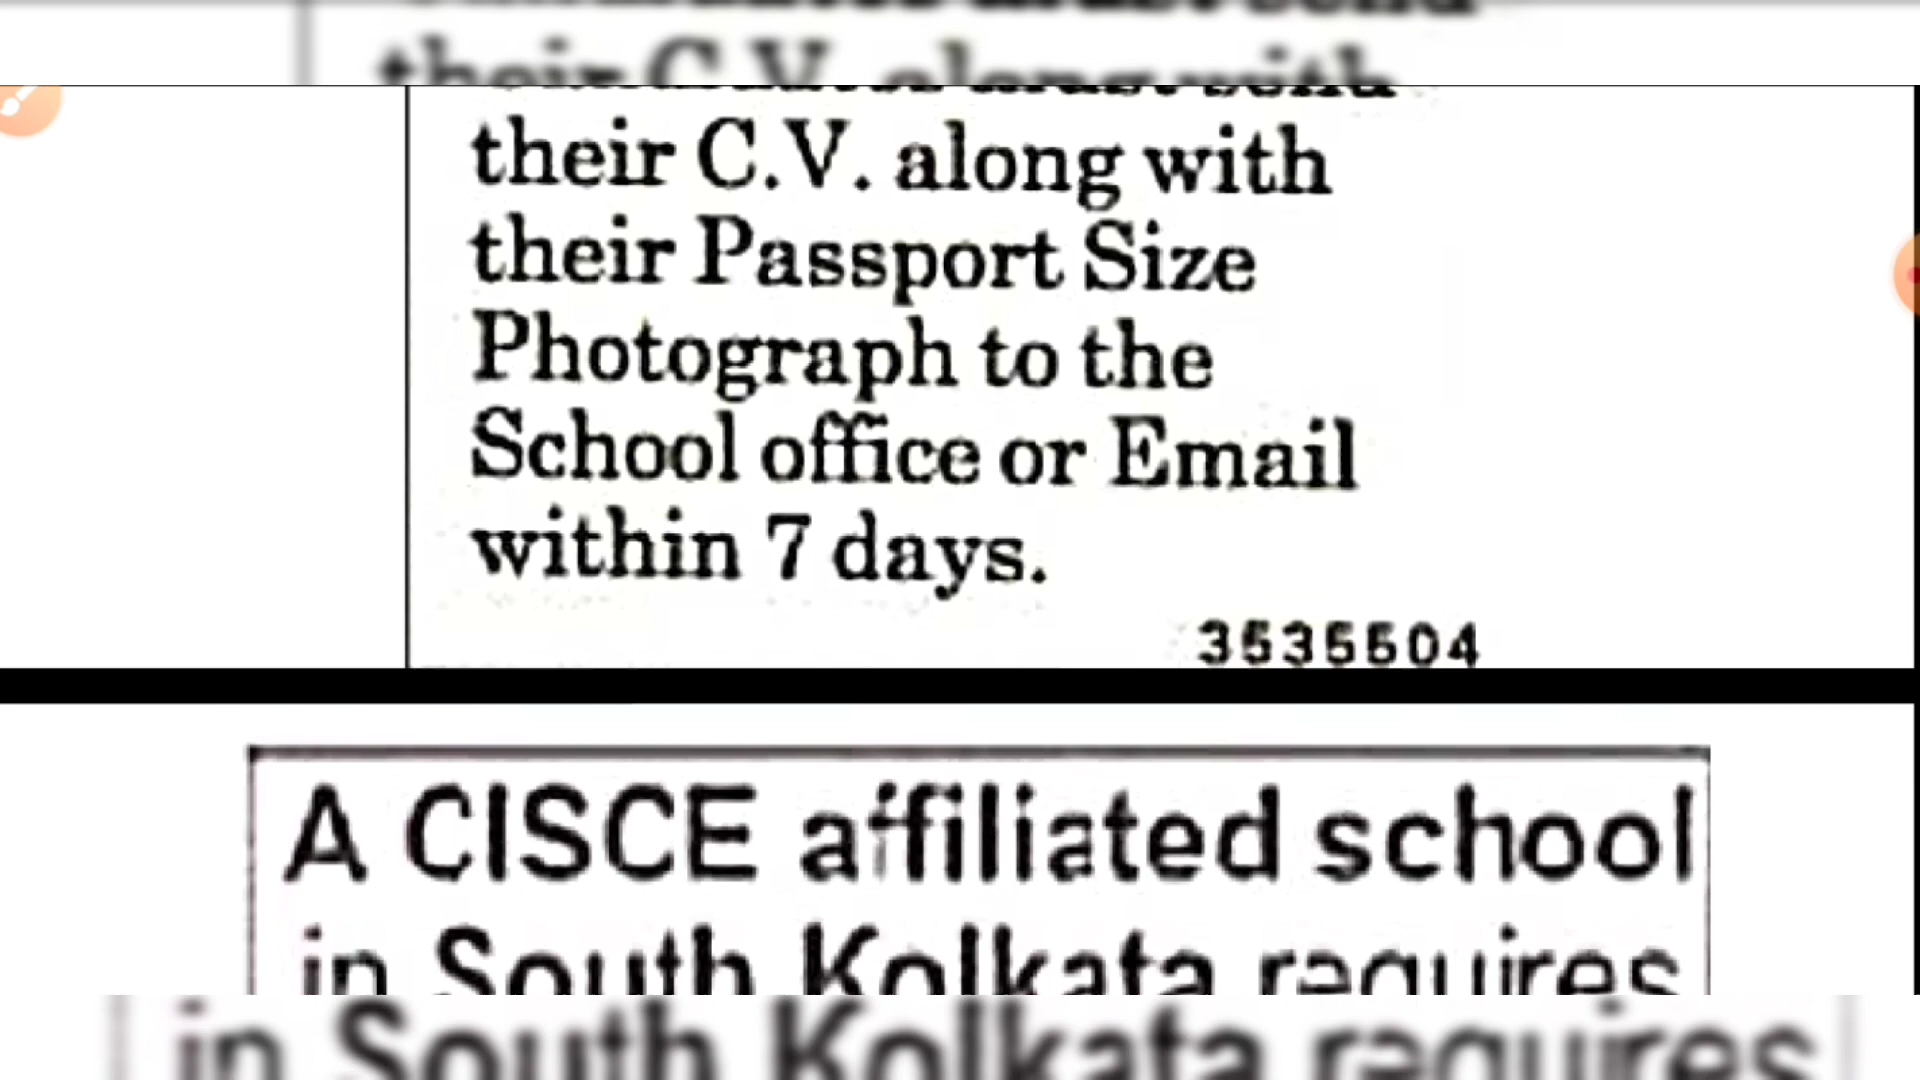 their C.V. along with
their Passport Size
Photograph to the
School office or Email
within 7 days.
3535504
A CISCE affiliated school
in South Kolkata requires
in South Kolkata requires